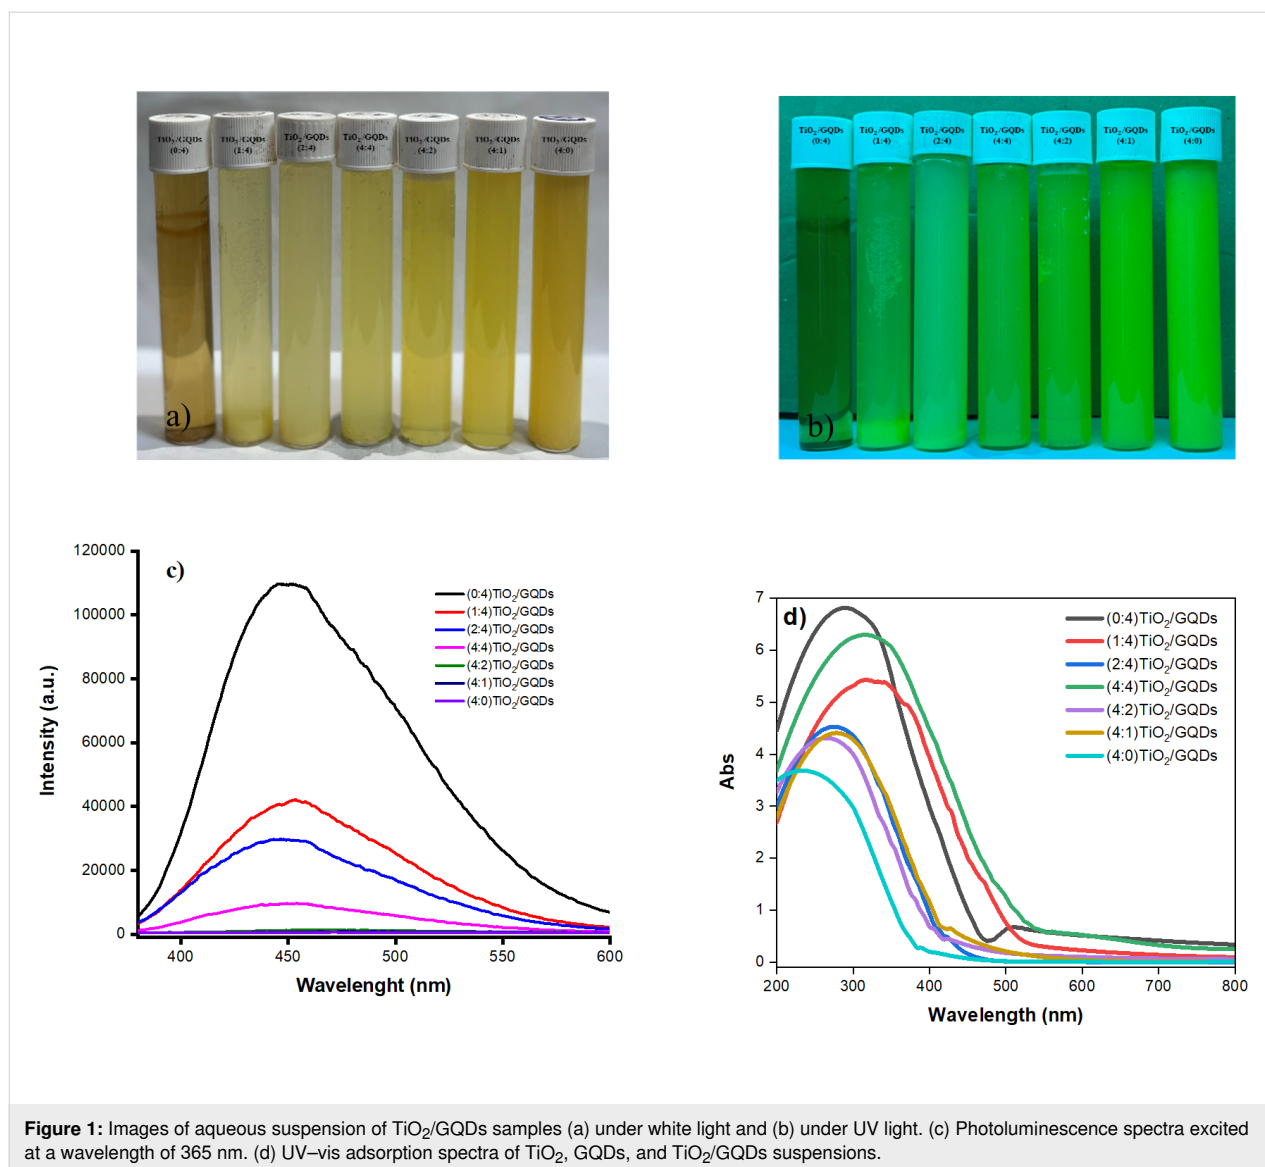 TiO2/GQDs
(0:4)
TiO2/GQDs
(1:4)
TiO2/GQDs
(2:4)
TiO2/GQDs
(4:4)
TiO2/GQDs
(4:2)
TiO2/GQDs
(4:1)
TiO2/GQDs
(4:0)
a)
TiO2/GQDs
(0:4)
TiO2/GQDs
(1:4)
TiO2/GQDs
(2:4)
TiO2/GQDs
(4:4)
TiO2/GQDs
(4:2)
TiO2/GQDs
(4:1)
TiO2/GQDs
(4:0)
b)
c)
120000
100000
80000
60000
40000
20000
0
Intensity (a.u.)
(0:4)TiO2/GQDs
(1:4)TiO2/GQDs
(2:4)TiO2/GQDs
(4:4)TiO2/GQDs
(4:2)TiO2/GQDs
(4:1)TiO2/GQDs
(4:0)TiO2/GQDs
400 450 500 550 600
Wavelenght (nm)
d)
7
6
5
4
3
2
1
0
Abs
(0:4)TiO2/GQDs
(1:4)TiO2/GQDs
(2:4)TiO2/GQDs
(4:4)TiO2/GQDs
(4:2)TiO2/GQDs
(4:1)TiO2/GQDs
(4:0)TiO2/GQDs
200 300 400 500 600 700 800
Wavelength (nm)
Figure 1: Images of aqueous suspension of TiO2/GQDs samples (a) under white light and (b) under UV light. (c) Photoluminescence spectra excited
at a wavelength of 365 nm. (d) UV–vis adsorption spectra of TiO2, GQDs, and TiO2/GQDs suspensions.